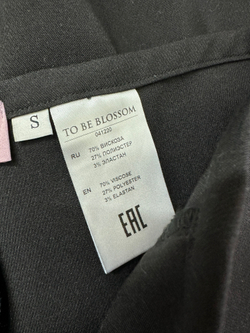 S
TO BE BLOSSOM
041220
RU
70% ВИСКОЗА
27% ПОЛИЭСТЕР
3% ЭЛАСТАН
EN
70% VISCOSE
27% POLYESTER
3% ELASTAN
EAC